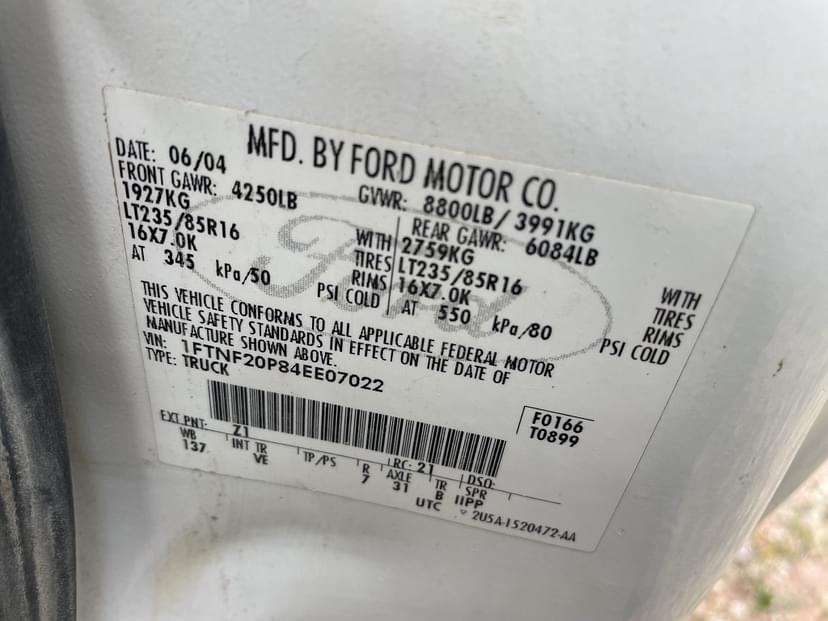 MFD. BY FORD MOTOR CO.
DATE: 06/04
GVWR: 8800LB/ 3991KG
FRONT GAWR: 4250LB
REAR GAWR: 6084LB
1927KG WITH
2759KG WITH
LT235/85R16 TIRES
LT235/85R16 TIRES
16X7.0K RIMS
16X7.0K RIMS
AT 345 kPa/50 PSI COLD
AT 550 kPa/80 PSI COLD
THIS VEHICLE CONFORMS TO ALL APPLICABLE FEDERAL MOTOR
VEHICLE SAFETY STANDARDS IN EFFECT ON THE DATE OF
MANUFACTURE SHOWN ABOVE.
VIN: 1FTNF20P84EE07022
TYPE: TRUCK
F0166
T0899
EXT PNT: Z1 RC: 21 DSO:
WB INT TR TP/PS R AXLE TR SPR
137 VE 7 31 B IIPP
UTC
2U5A-1520472-AA
Ford